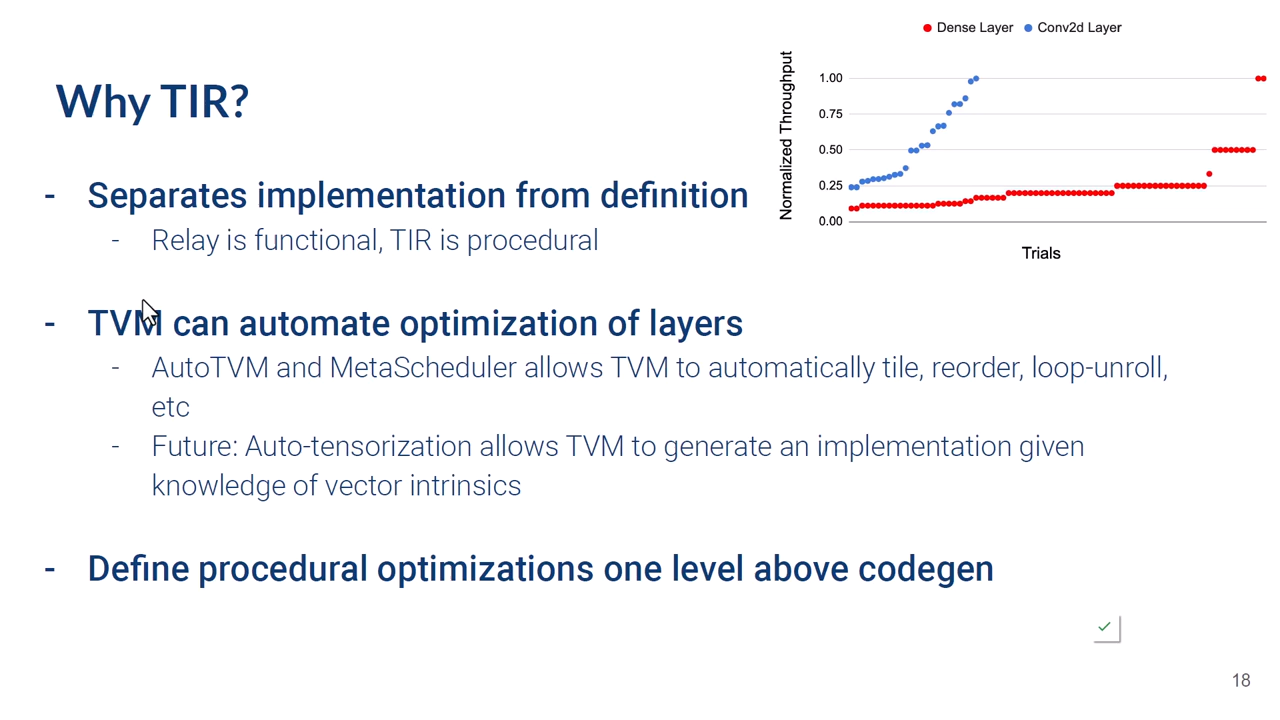 Dense Layer Conv2d Layer
Normalized Throughput
1.00
0.75
0.50
0.25
0.00
Trials
Why TIR?
- Separates implementation from definition
- Relay is functional, TIR is procedural
- TVM can automate optimization of layers
- AutoTVM and MetaScheduler allows TVM to automatically tile, reorder, loop-unroll,
etc
- Future: Auto-tensorization allows TVM to generate an implementation given
knowledge of vector intrinsics
- Define procedural optimizations one level above codegen
18